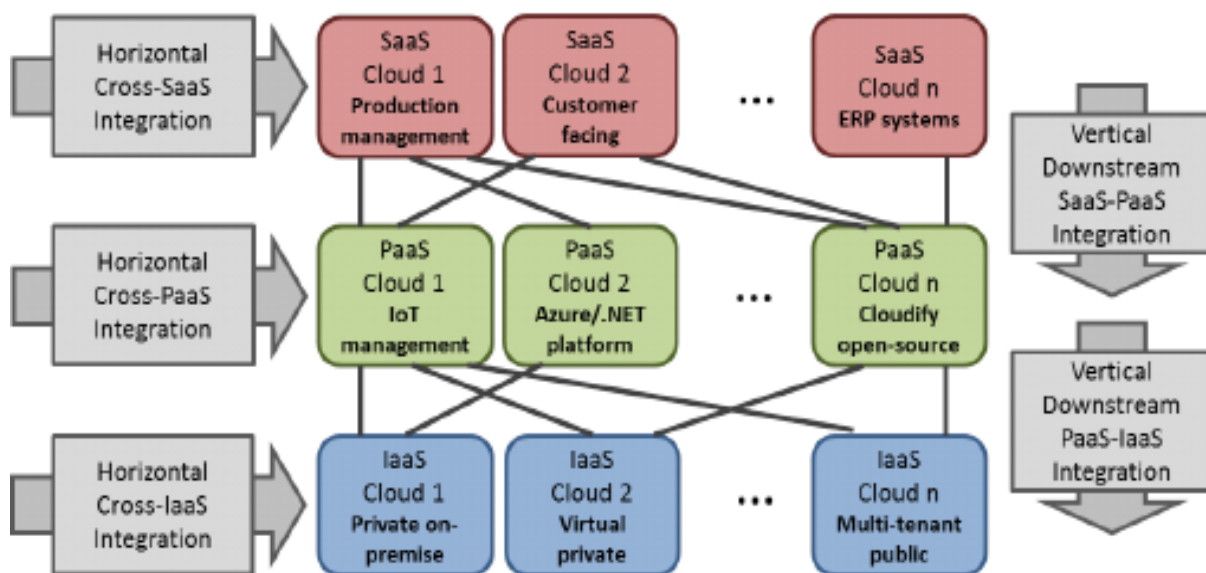 Horizontal
Cross-SaaS
Integration
SaaS
Cloud 1
Production
management
SaaS
Cloud 2
Customer
facing
...
SaaS
Cloud n
ERP systems
Vertical
Downstream
SaaS-PaaS
Integration
Horizontal
Cross-PaaS
Integration
PaaS
Cloud 1
IoT
management
PaaS
Cloud 2
Azure/.NET
platform
...
PaaS
Cloud n
Cloudify
open-source
Vertical
Downstream
PaaS-IaaS
Integration
Horizontal
Cross-IaaS
Integration
IaaS
Cloud 1
Private on-
premise
IaaS
Cloud 2
Virtual
private
...
IaaS
Cloud n
Multi-tenant
public